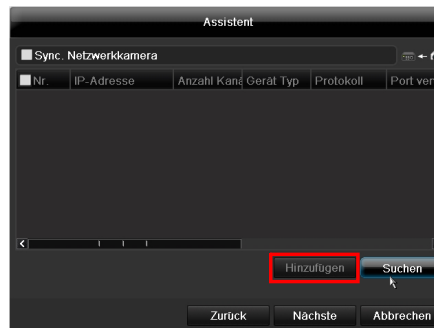 Assistent
Sync. Netzwerkkamera
Nr. IP-Adresse Anzahl Kanä Gerät Typ Protokoll Port ver
Hinzufügen Suchen
Zurück Nächste Abbrechen